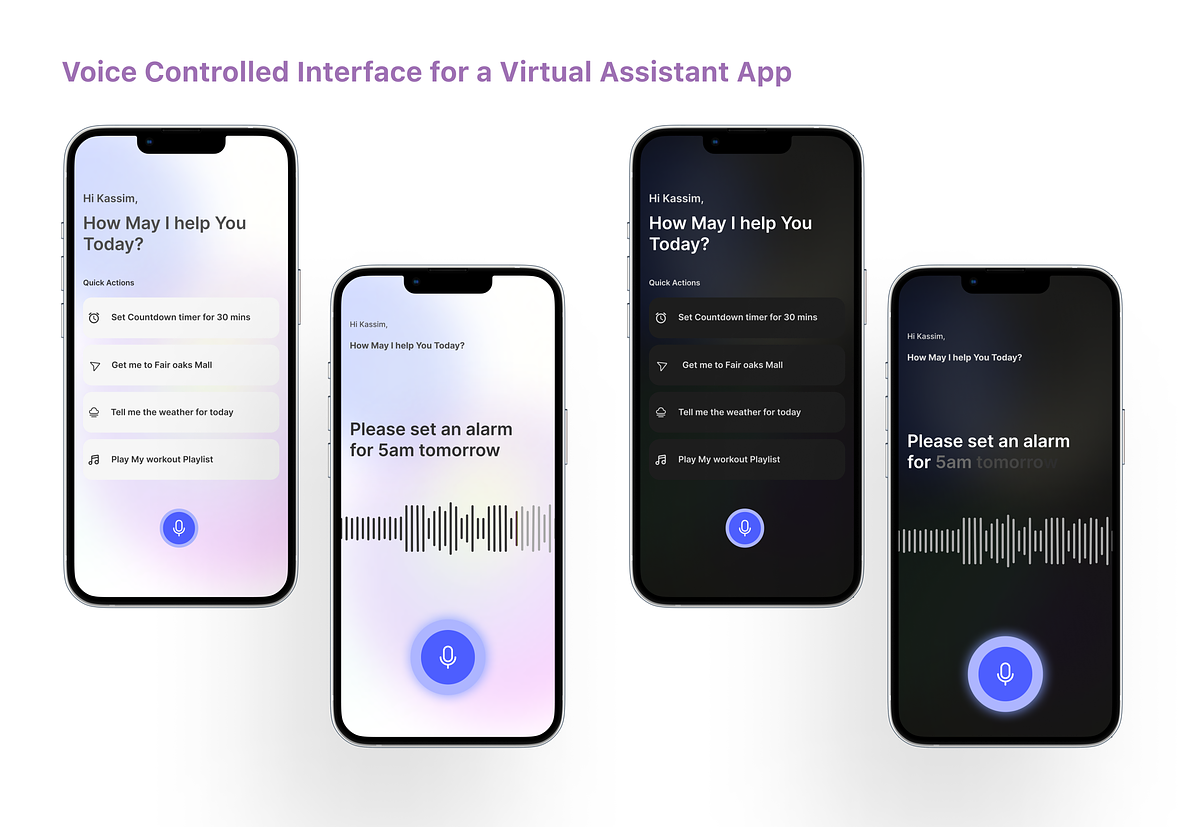 Voice Controlled Interface for a Virtual Assistant App
Hi Kassim,
How May I help You
Today?
Quick Actions
Set Countdown timer for 30 mins
Get me to Fair oaks Mall
Tell me the weather for today
Play My workout Playlist
Hi Kassim,
How May I help You Today?
Please set an alarm
for 5am tomorrow
Hi Kassim,
How May I help You
Today?
Quick Actions
Set Countdown timer for 30 mins
Get me to Fair oaks Mall
Tell me the weather for today
Play My workout Playlist
Hi Kassim,
How May I help You Today?
Please set an alarm
for 5am tomorrow